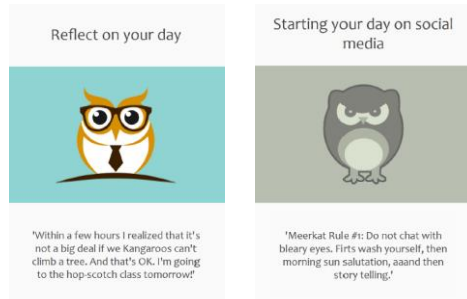 Reflect on your day
'Within a few hours I realized that it's
not a big deal if we Kangaroos can't
climb a tree. And that's OK. I'm going
to the hop-scotch class tomorrow!'
Starting your day on social
media
'Meerkat Rule #1: Do not chat with
bleary eyes. Firts wash yourself, then
morning sun salutation, aaand then
story telling.'